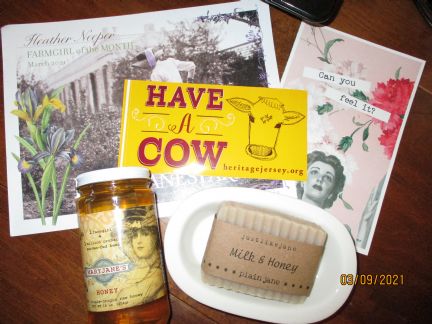 Heather Neeper
FARMGIRL of the MONTH
March 2021
Can you
feel it?
HAVE
A
COW
heritagejersey.org
MARYJANE'S
HONEY
justlikejane
Milk & Honey
plain jane
03/09/2021